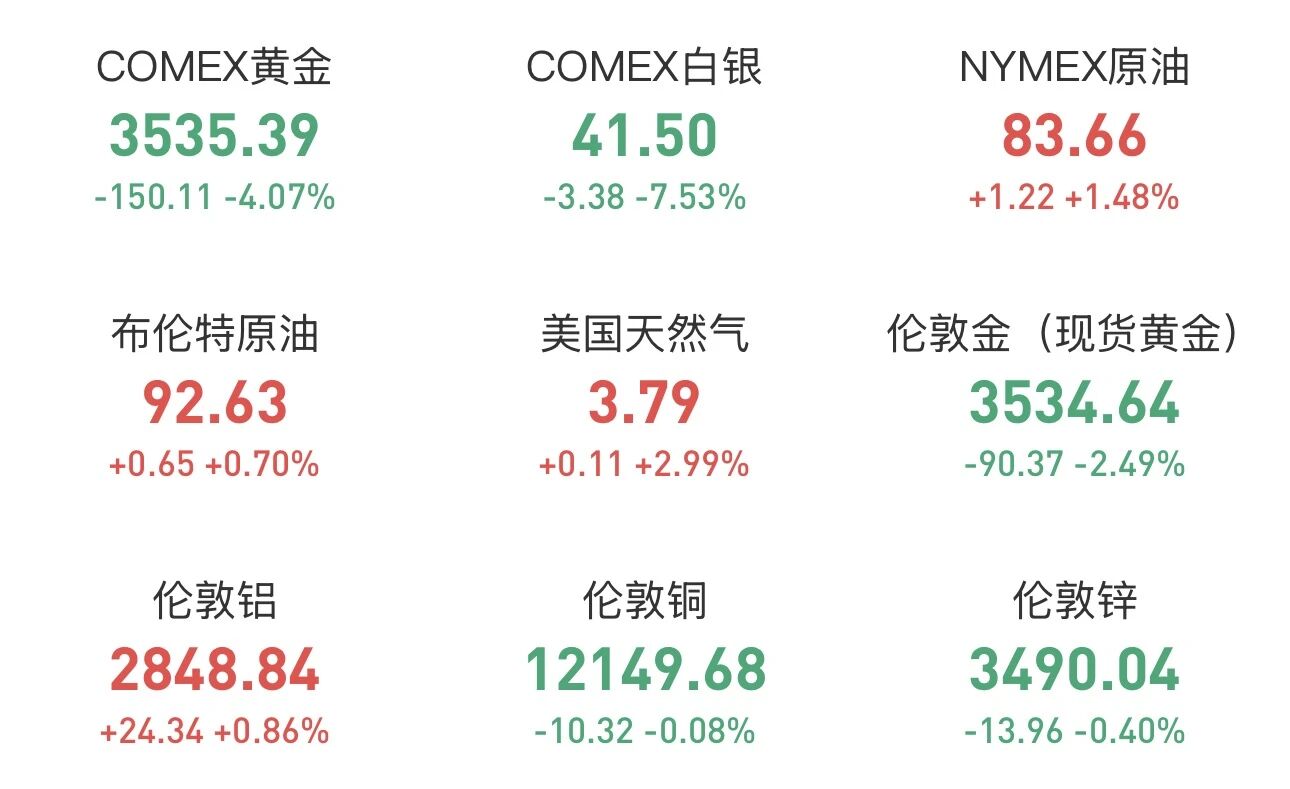 COMEX黄金
3535.39
-150.11 -4.07%
COMEX白银
41.50
-3.38 -7.53%
NYMEX原油
83.66
+1.22 +1.48%
布伦特原油
92.63
+0.65 +0.70%
美国天然气
3.79
+0.11 +2.99%
伦敦金（现货黄金）
3534.64
-90.37 -2.49%
伦敦铝
2848.84
+24.34 +0.86%
伦敦铜
12149.68
-10.32 -0.08%
伦敦锌
3490.04
-13.96 -0.40%